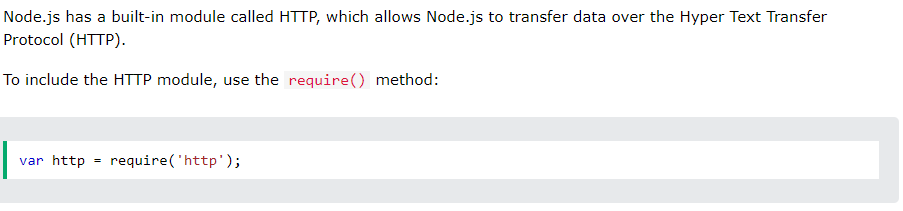 Node.js has a built-in module called HTTP, which allows Node.js to transfer data over the Hyper Text Transfer
Protocol (HTTP).
To include the HTTP module, use the require() method:
var http = require('http');